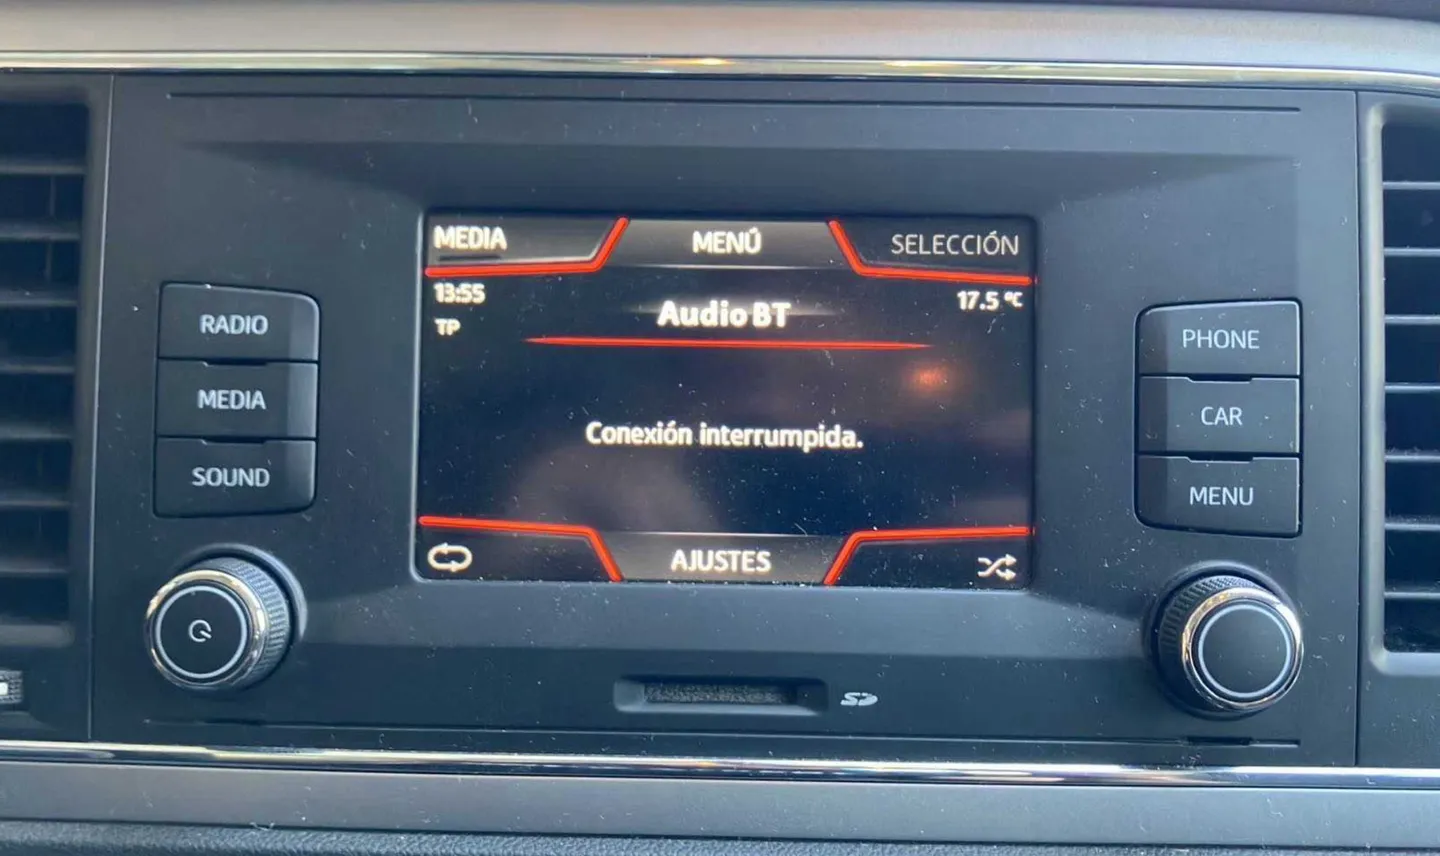 MEDIA MENÚ SELECCIÓN
13:55 17.5 °C
TP
Audio BT
Conexión interrumpida.
AJUSTES
RADIO
MEDIA
SOUND
PHONE
CAR
MENU
SD